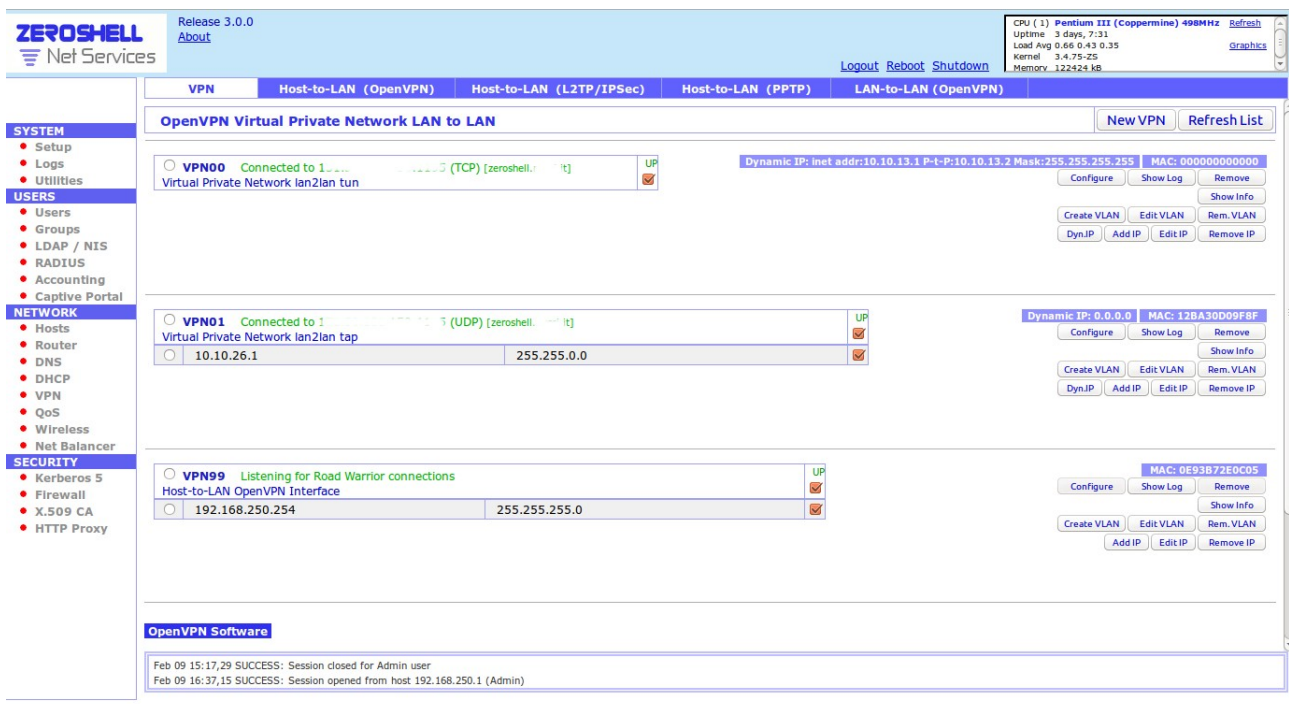 ZEROSHELL
Net Services
Release 3.0.0
About
Logout Reboot Shutdown
CPU ( 1) Pentium III (Coppermine) 498MHz Refresh
Uptime 3 days, 7:31
Load Avg 0.66 0.43 0.35 Graphics
Kernel 3.4.75-ZS
Memory 122424 kB
VPN Host-to-LAN (OpenVPN) Host-to-LAN (L2TP/IPSec) Host-to-LAN (PPTP) LAN-to-LAN (OpenVPN)
SYSTEM
Setup
Logs
Utilities
USERS
Users
Groups
LDAP / NIS
RADIUS
Accounting
Captive Portal
NETWORK
Hosts
Router
DNS
DHCP
VPN
QoS
Wireless
Net Balancer
SECURITY
Kerberos 5
Firewall
X.509 CA
HTTP Proxy
OpenVPN Virtual Private Network LAN to LAN New VPN Refresh List
VPN00 Connected to (TCP) [zeroshell. it] UP
Virtual Private Network lan2lan tun
Dynamic IP: inet addr:10.10.13.1 P-t-P:10.10.13.2 Mask:255.255.255.255 MAC: 000000000000
Configure Show Log Remove
Show Info
Create VLAN Edit VLAN Rem. VLAN
Dyn.IP Add IP Edit IP Remove IP
VPN01 Connected to (UDP) [zeroshell. it] UP
Virtual Private Network lan2lan tap
10.10.26.1 255.255.0.0
Dynamic IP: 0.0.0.0 MAC: 12BA30D09F8F
Configure Show Log Remove
Show Info
Create VLAN Edit VLAN Rem. VLAN
Dyn.IP Add IP Edit IP Remove IP
VPN99 Listening for Road Warrior connections UP
Host-to-LAN OpenVPN Interface
192.168.250.254 255.255.255.0
MAC: 0E93B72E0C05
Configure Show Log Remove
Show Info
Create VLAN Edit VLAN Rem. VLAN
Add IP Edit IP Remove IP
OpenVPN Software
Feb 09 15:17,29 SUCCESS: Session closed for Admin user
Feb 09 16:37,15 SUCCESS: Session opened from host 192.168.250.1 (Admin)